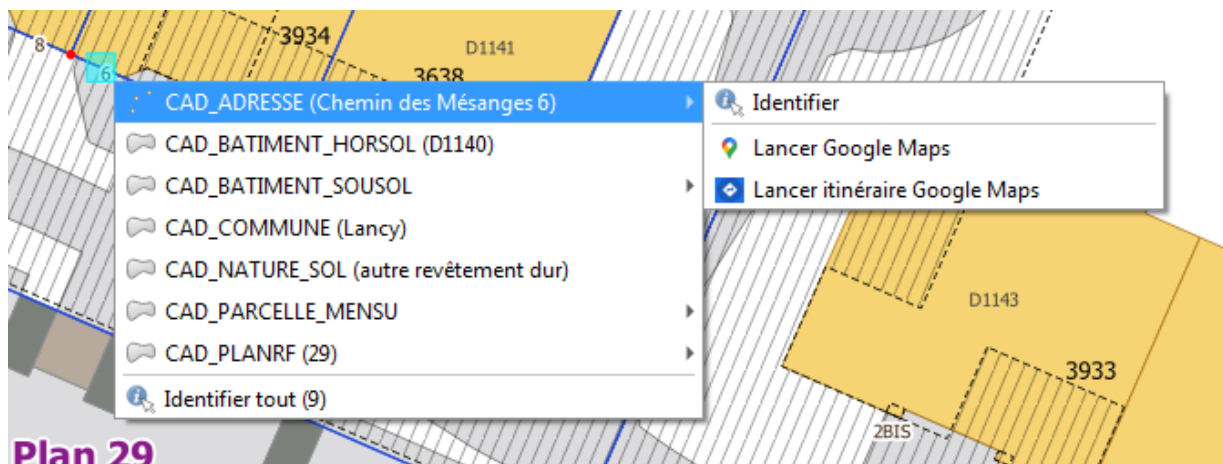 3934
8
D1141
6
3638
CAD_ADRESSE (Chemin des Mésanges 6)
CAD_BATIMENT_HORSOL (D1140)
CAD_BATIMENT_SOUSOL
CAD_COMMUNE (Lancy)
CAD_NATURE_SOL (autre revêtement dur)
CAD_PARCELLE_MENSU
CAD_PLANRF (29)
Identifier tout (9)
Identifier
Lancer Google Maps
Lancer itinéraire Google Maps
D1143
3933
2BIS
Plan 29